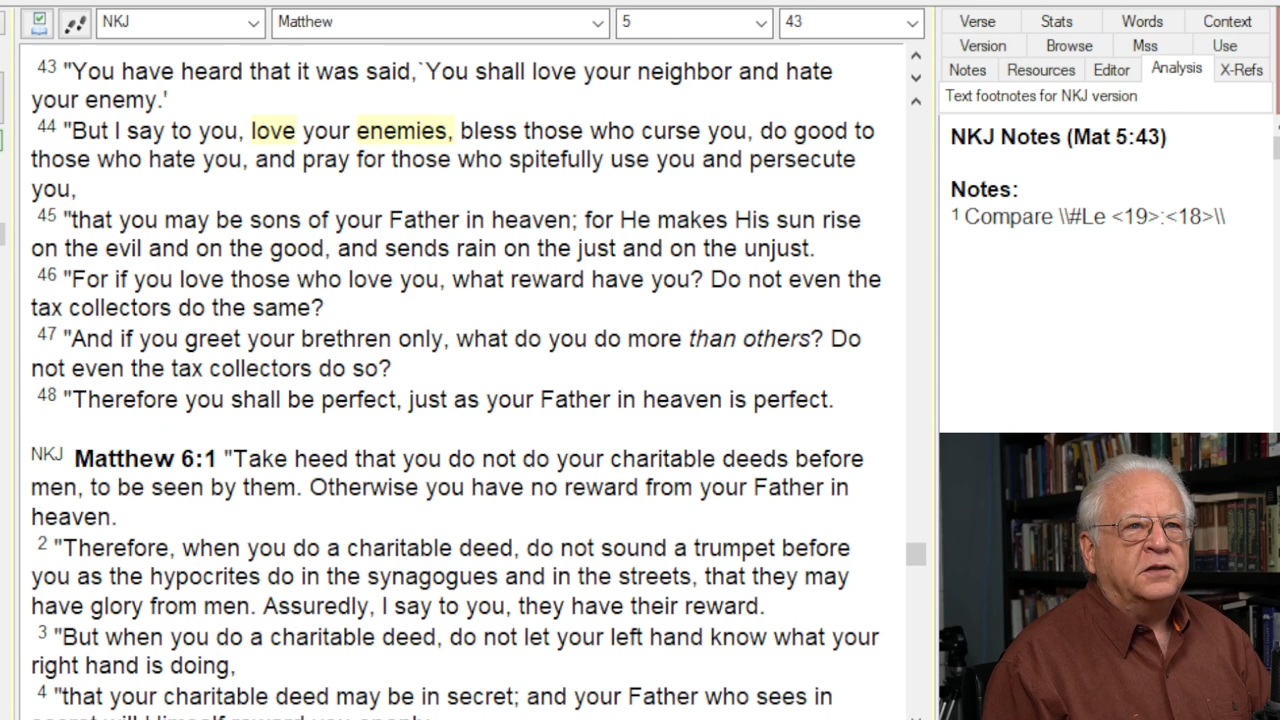 NKJ Matthew 5 43
43 "You have heard that it was said,`You shall love your neighbor and hate
your enemy.'
44 "But I say to you, love your enemies, bless those who curse you, do good to
those who hate you, and pray for those who spitefully use you and persecute
you,
45 "that you may be sons of your Father in heaven; for He makes His sun rise
on the evil and on the good, and sends rain on the just and on the unjust.
46 "For if you love those who love you, what reward have you? Do not even the
tax collectors do the same?
47 "And if you greet your brethren only, what do you do more than others? Do
not even the tax collectors do so?
48 "Therefore you shall be perfect, just as your Father in heaven is perfect.
NKJ Matthew 6:1 "Take heed that you do not do your charitable deeds before
men, to be seen by them. Otherwise you have no reward from your Father in
heaven.
2 "Therefore, when you do a charitable deed, do not sound a trumpet before
you as the hypocrites do in the synagogues and in the streets, that they may
have glory from men. Assuredly, I say to you, they have their reward.
3 "But when you do a charitable deed, do not let your left hand know what your
right hand is doing,
4 "that your charitable deed may be in secret; and your Father who sees in
secret will Himself reward you openly.
Verse Stats Words Context
Version Browse Mss Use
Notes Resources Editor Analysis X-Refs
Text footnotes for NKJ version
NKJ Notes (Mat 5:43)
Notes:
1 Compare \\#Le <19>:<18>\\